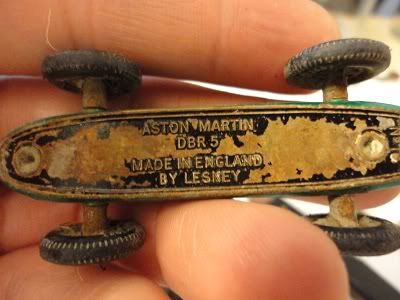 ASTON MARTIN
DBR 5
MADE IN ENGLAND
BY LESNEY